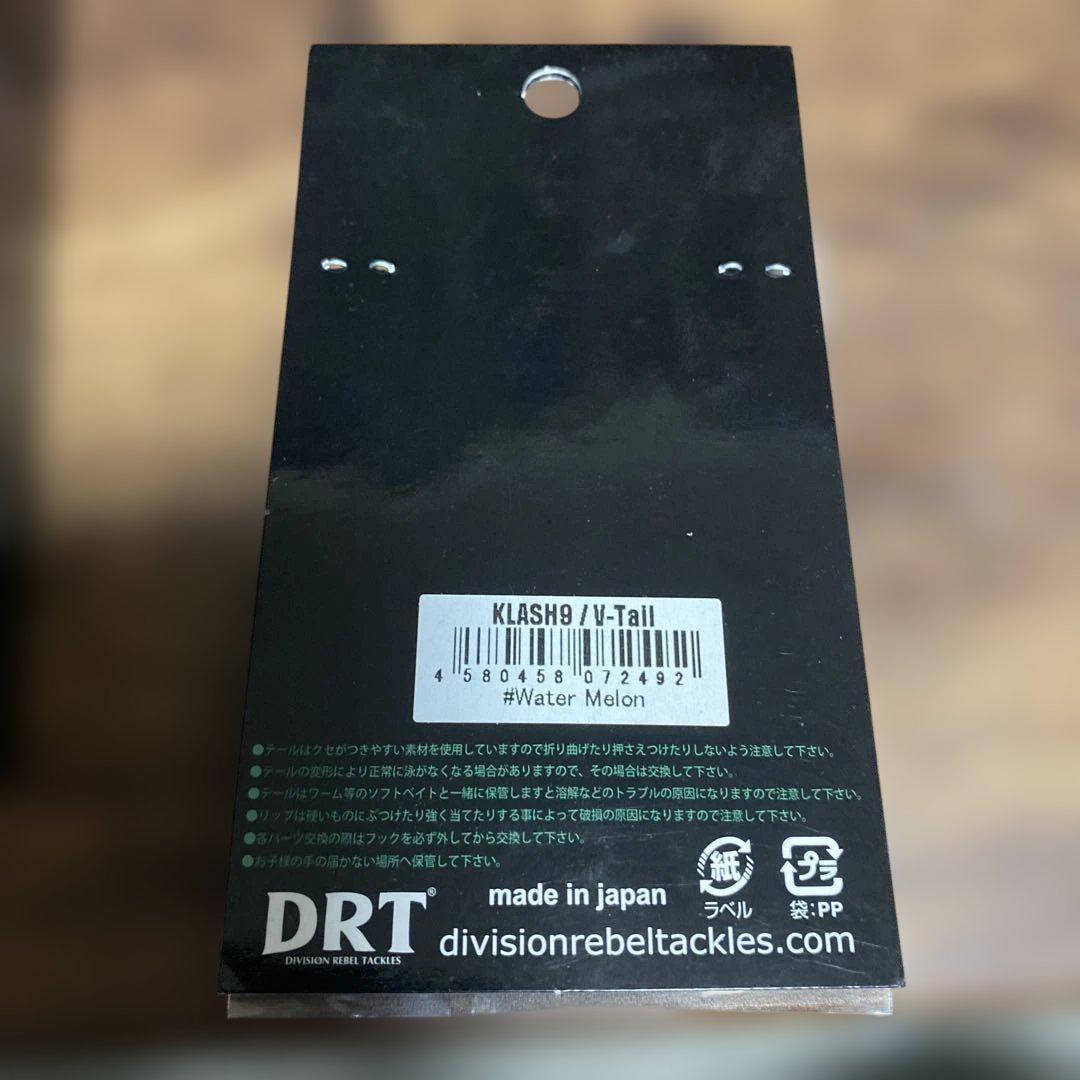 KLASH9 / V-Tail
4 580458 072492
#Water Melon
●テールはクセがつきやすい素材を使用していますので折り曲げたり押さえつけたりしないよう注意して下さい。
●テールの変形により正常に泳がなくなる場合がありますので、その場合は交換して下さい。
●テールはワーム等のソフトベイトと一緒に保管しますと溶解などのトラブルの原因になりますので注意して下さい。
●リップは硬いものにぶつけたり強く当てたりする事によって破損の原因になりますので注意して下さい。
●各パーツ交換の際はフックを必ず外してから交換して下さい。
●お子様の手の届かない場所へ保管して下さい。
紙 プラ
made in japan
ラベル 袋:PP
DRT®
DIVISION REBEL TACKLES
divisionrebeltackles.com